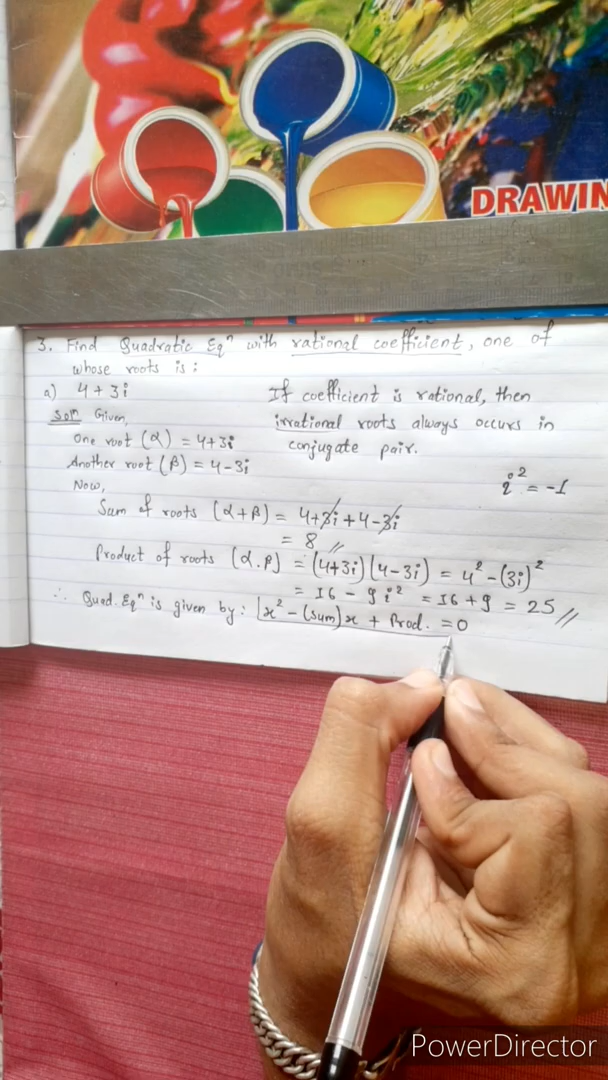 DRAWIN
3. Find Quadratic Eqⁿ with rational coefficient, one of
whose roots is :
a) 4 + 3i
If coefficient is rational, then
irrational roots always occurs in
conjugate pair.
Solⁿ Given,
One root (α) = 4+3i
Another root (β) = 4-3i
Now,
i² = -1
Sum of roots (α+β) = 4+3i + 4-3i
= 8 //
Product of roots (α.β) = (4+3i)(4-3i) = 4² - (3i)²
= 16 - 9i² = 16 + 9 = 25 //
∴ Quad. Eqⁿ is given by : x² - (Sum)x + Prod. = 0
PowerDirector